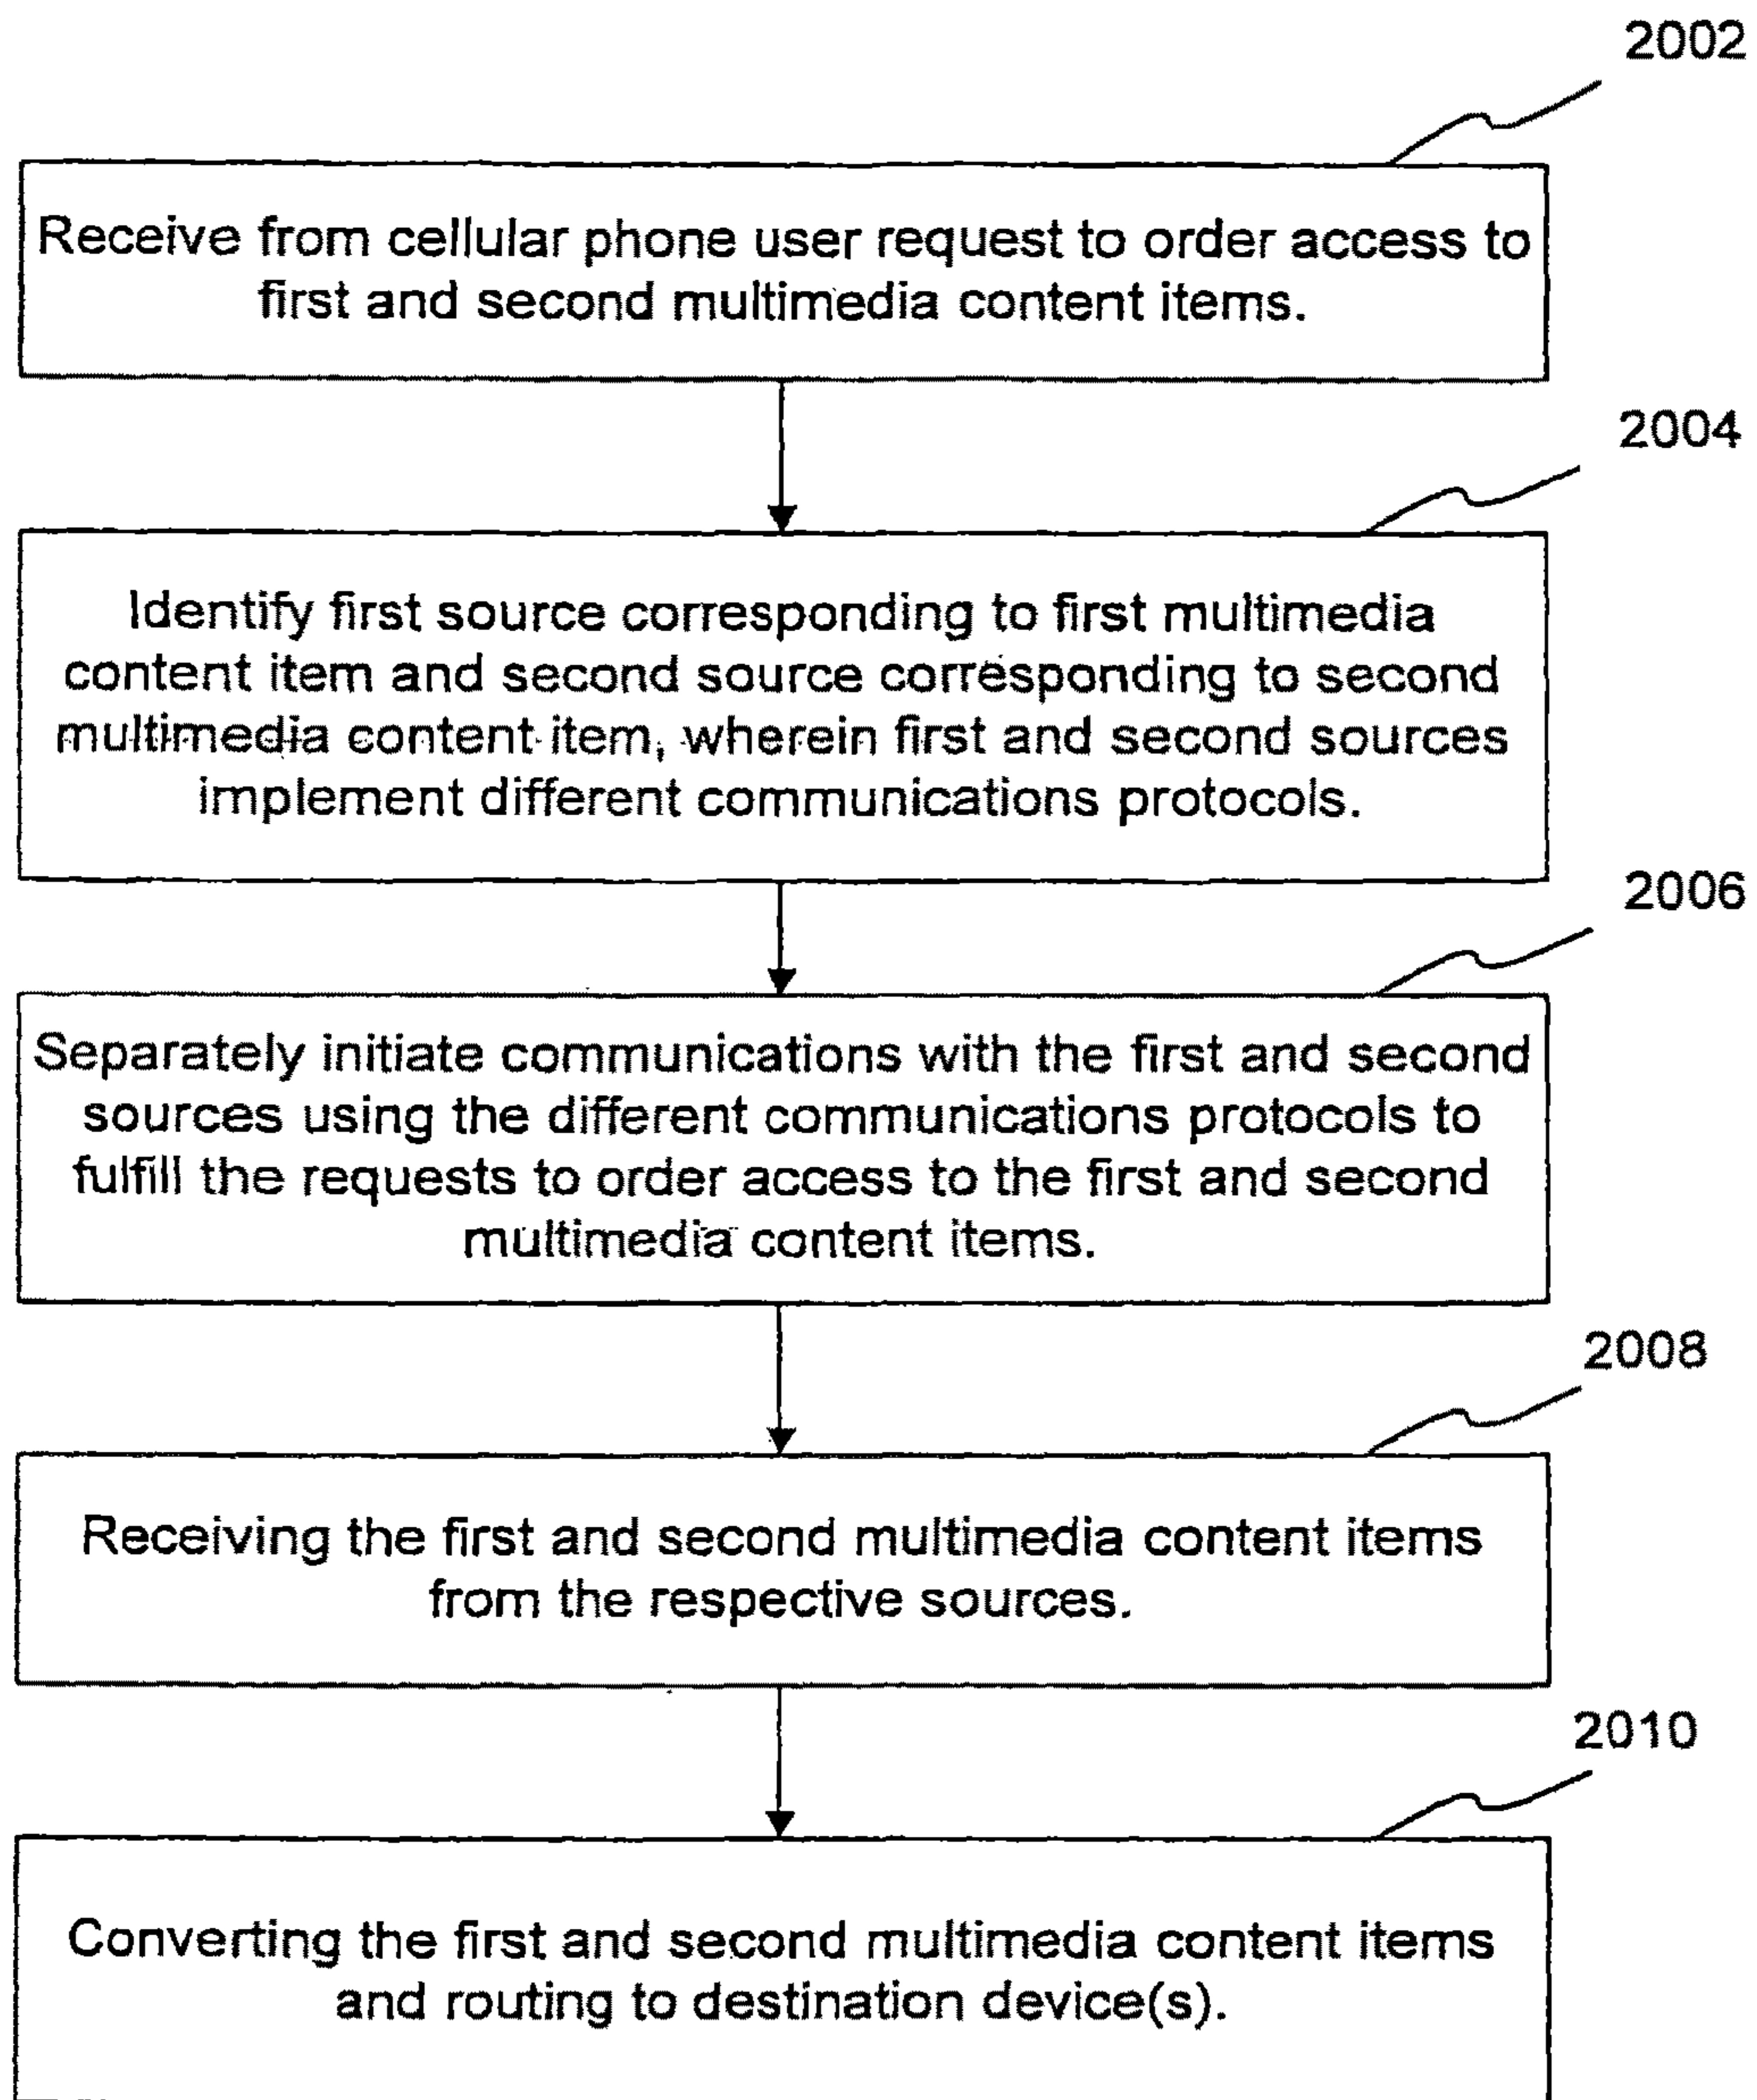 2002
Receive from cellular phone user request to order access to
first and second multimedia content items.
2004
Identify first source corresponding to first multimedia
content item and second source corresponding to second
multimedia content item, wherein first and second sources
implement different communications protocols.
2006
Separately initiate communications with the first and second
sources using the different communications protocols to
fulfill the requests to order access to the first and second
multimedia content items.
2008
Receiving the first and second multimedia content items
from the respective sources.
2010
Converting the first and second multimedia content items
and routing to destination device(s).